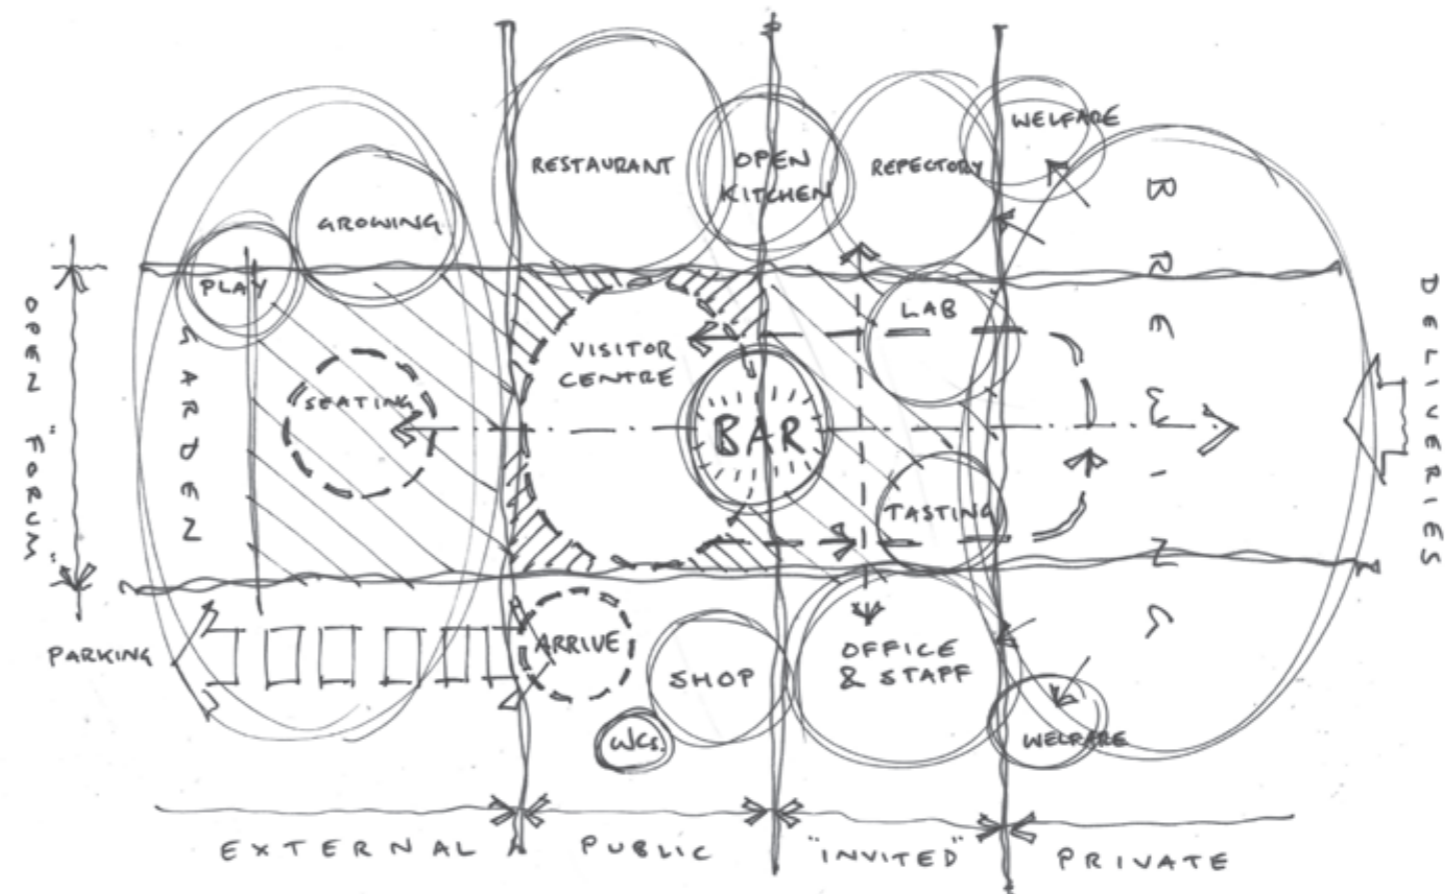 RESTAURANT
OPEN
KITCHEN
REFECTORY
WELFARE
GROWING
PLAY
GARDEN
SEATING
VISITOR
CENTRE
BAR
LAB
TASTING
BREWING
DELIVERIES
OPEN "FORUM"
PARKING
ARRIVE
SHOP
WCs.
OFFICE
& STAFF
WELFARE
EXTERNAL
PUBLIC
"INVITED"
PRIVATE